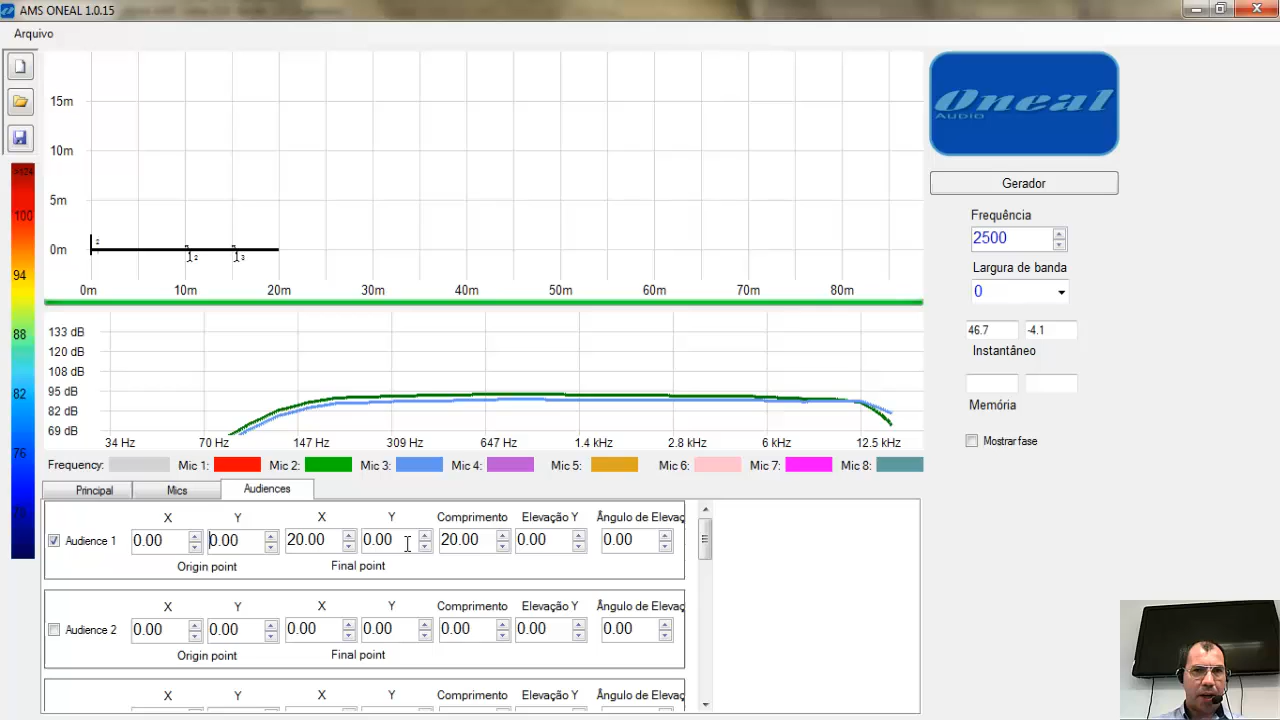 AMS ONEAL 1.0.15
Arquivo
15m
10m
5m
0m
0m 10m 20m 30m 40m 50m 60m 70m 80m
100
94
88
82
76
133 dB
120 dB
108 dB
95 dB
82 dB
69 dB
34 Hz 70 Hz 147 Hz 309 Hz 647 Hz 1.4 kHz 2.8 kHz 6 kHz 12.5 kHz
Frequency: Mic 1: Mic 2: Mic 3: Mic 4: Mic 5: Mic 6: Mic 7: Mic 8:
Principal Mics Audiences
X Y X Y Comprimento Elevação Y Ângulo de Elevaç
Audience 1 0.00 0.00 20.00 0.00 20.00 0.00 0.00
Origin point Final point
X Y X Y Comprimento Elevação Y Ângulo de Elevaç
Audience 2 0.00 0.00 0.00 0.00 0.00 0.00 0.00
Origin point Final point
X Y X Y Comprimento Elevação Y Ângulo de Elevaç
Oneal
AUDIO
Gerador
Frequência
2500
Largura de banda
0
46.7 -4.1
Instantâneo
Memória
Mostrar fase